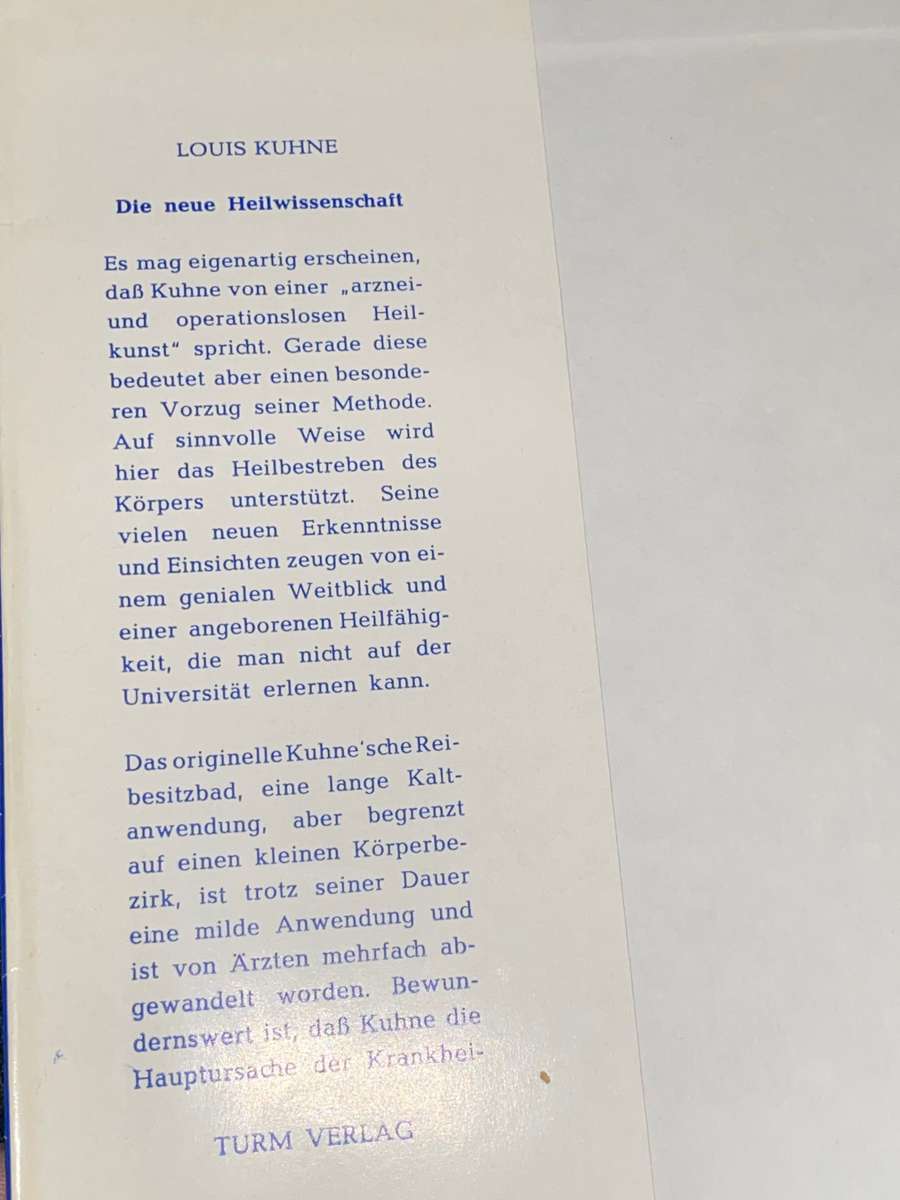 LOUIS KUHNE
Die neue Heilwissenschaft
Es mag eigenartig erscheinen,
daß Kuhne von einer „arznei-
und operationslosen Heil-
kunst“ spricht. Gerade diese
bedeutet aber einen besonde-
ren Vorzug seiner Methode.
Auf sinnvolle Weise wird
hier das Heilbestreben des
Körpers unterstützt. Seine
vielen neuen Erkenntnisse
und Einsichten zeugen von ei-
nem genialen Weitblick und
einer angeborenen Heilfähig-
keit, die man nicht auf der
Universität erlernen kann.
Das originelle Kuhne'sche Rei-
besitzbad, eine lange Kalt-
anwendung, aber begrenzt
auf einen kleinen Körperbe-
zirk, ist trotz seiner Dauer
eine milde Anwendung und
ist von Ärzten mehrfach ab-
gewandelt worden. Bewun-
dernswert ist, daß Kuhne die
Hauptursache der Krankhei-
TURM VERLAG